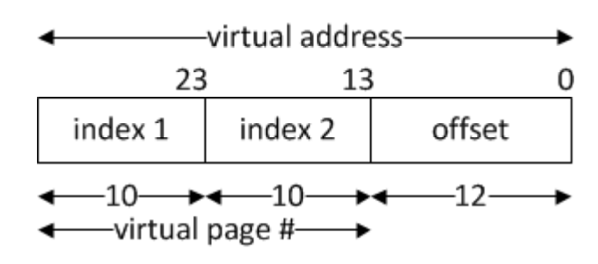 virtual address
23 13 0
index 1 index 2 offset
10 10 12
virtual page #